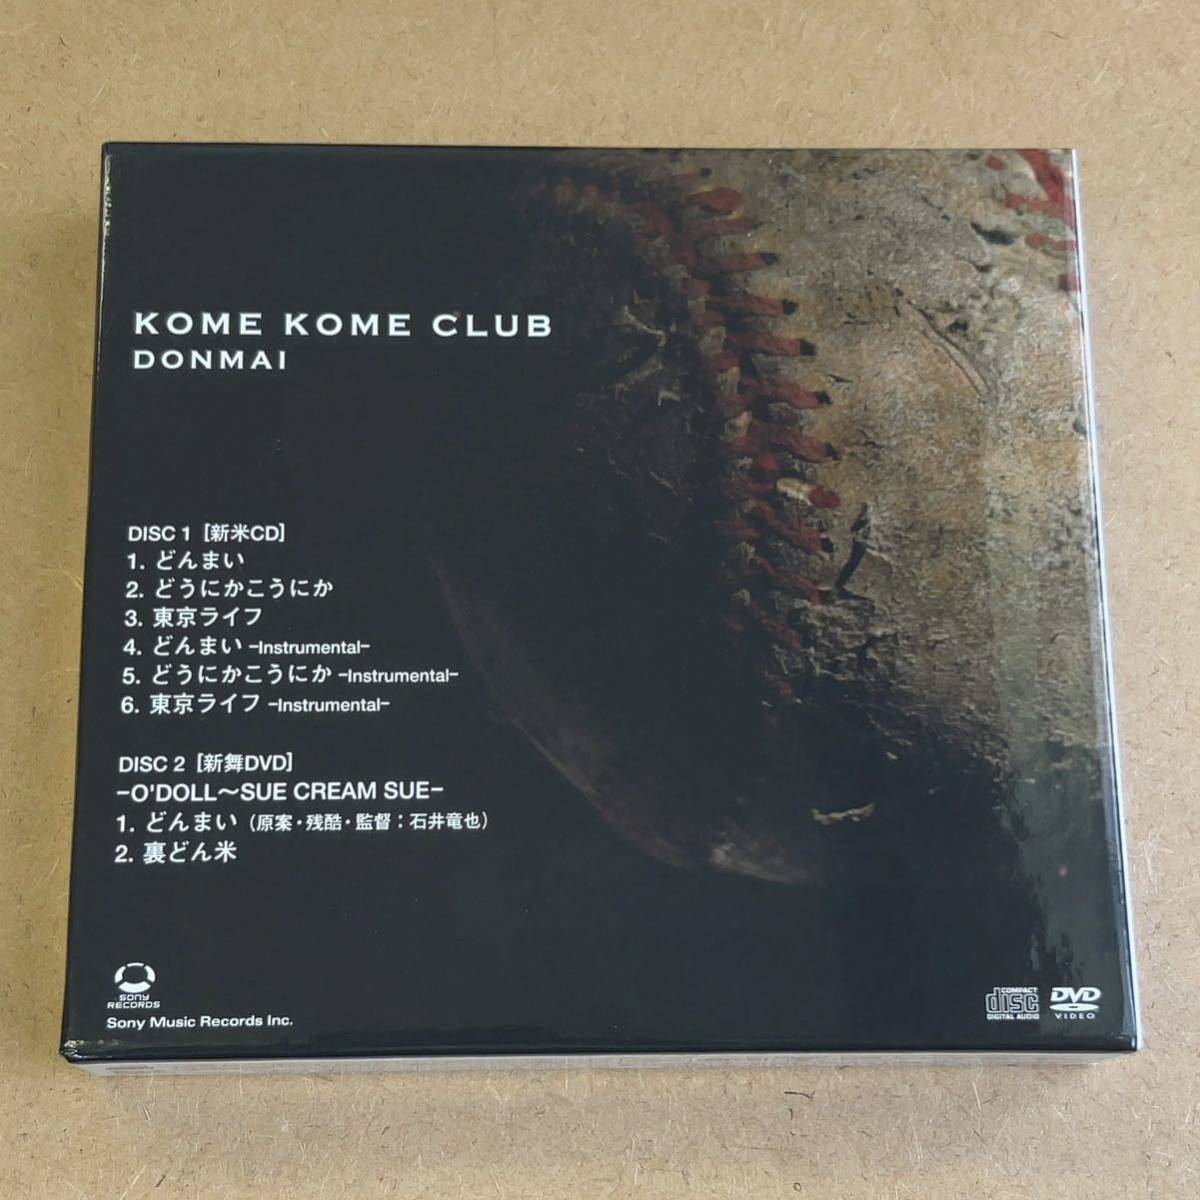 KOME KOME CLUB
DONMAI
DISC 1 [新米CD]
1. どんまい
2. どうにかこうにか
3. 東京ライフ
4. どんまい -Instrumental-
5. どうにかこうにか -Instrumental-
6. 東京ライフ -Instrumental-
DISC 2 [新舞DVD]
-O'DOLL〜SUE CREAM SUE-
1. どんまい（原案・残酷・監督：石井竜也）
2. 裏どん米
SONY
RECORDS
Sony Music Records Inc.
COMPACT
disc
DIGITAL AUDIO
DVD
VIDEO